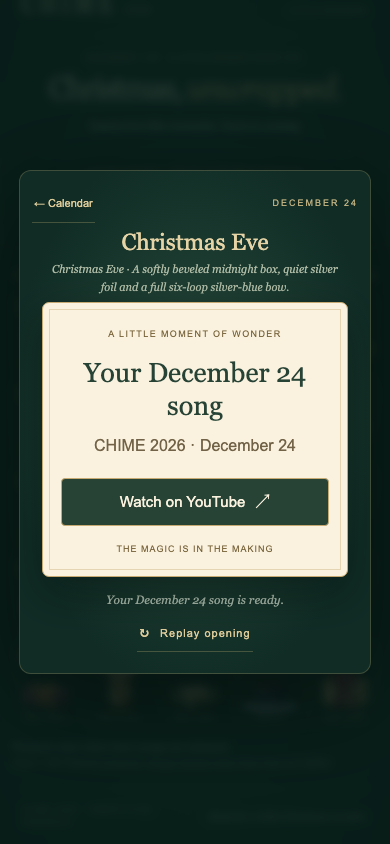 ← Calendar
DECEMBER 24
Christmas Eve
Christmas Eve · A softly beveled midnight box, quiet silver
foil and a full six-loop silver-blue bow.
A LITTLE MOMENT OF WONDER
Your December 24
song
CHIME 2026 · December 24
Watch on YouTube ↗
THE MAGIC IS IN THE MAKING
Your December 24 song is ready.
↻ Replay opening